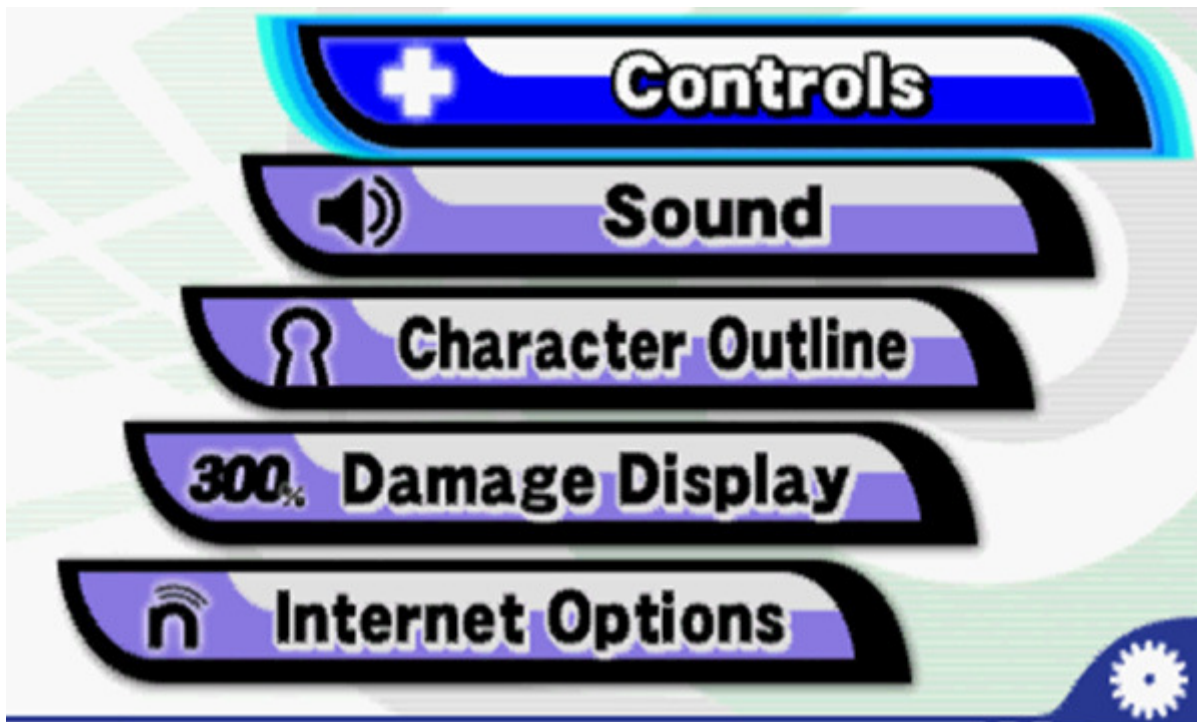 Controls
Sound
Character Outline
300% Damage Display
n Internet Options